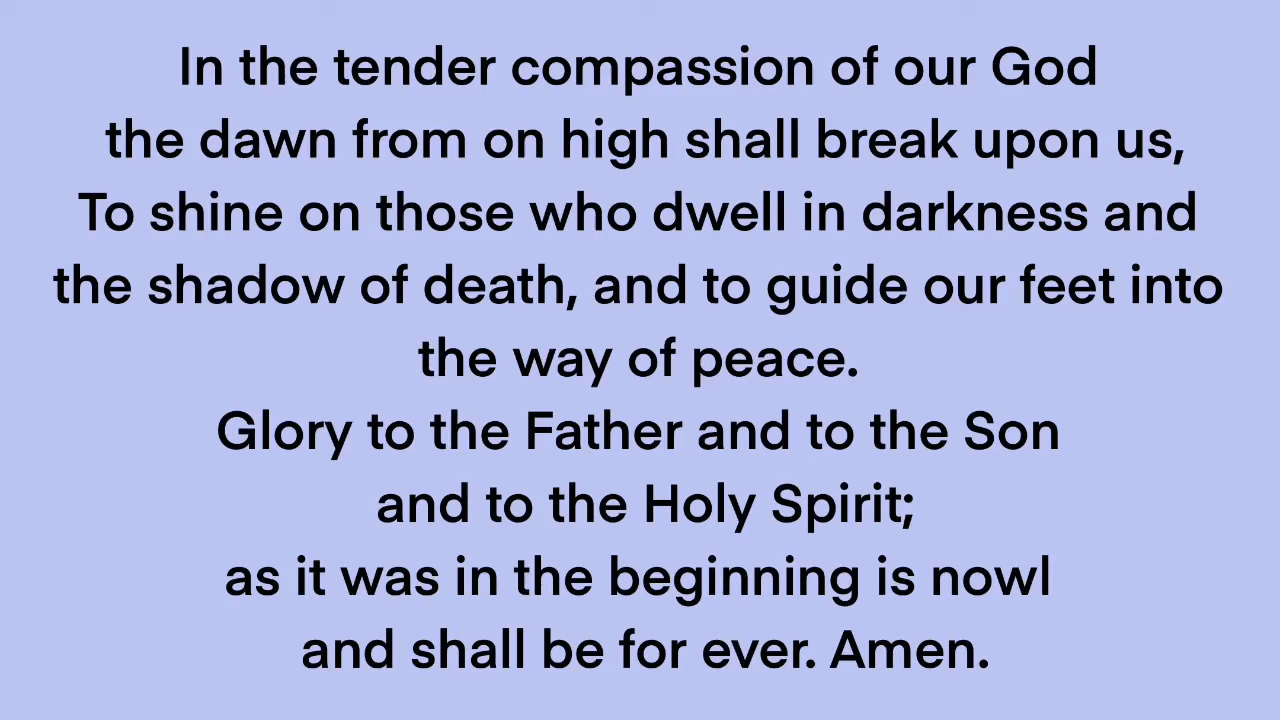 In the tender compassion of our God
the dawn from on high shall break upon us,
To shine on those who dwell in darkness and
the shadow of death, and to guide our feet into
the way of peace.
Glory to the Father and to the Son
and to the Holy Spirit;
as it was in the beginning is nowl
and shall be for ever. Amen.